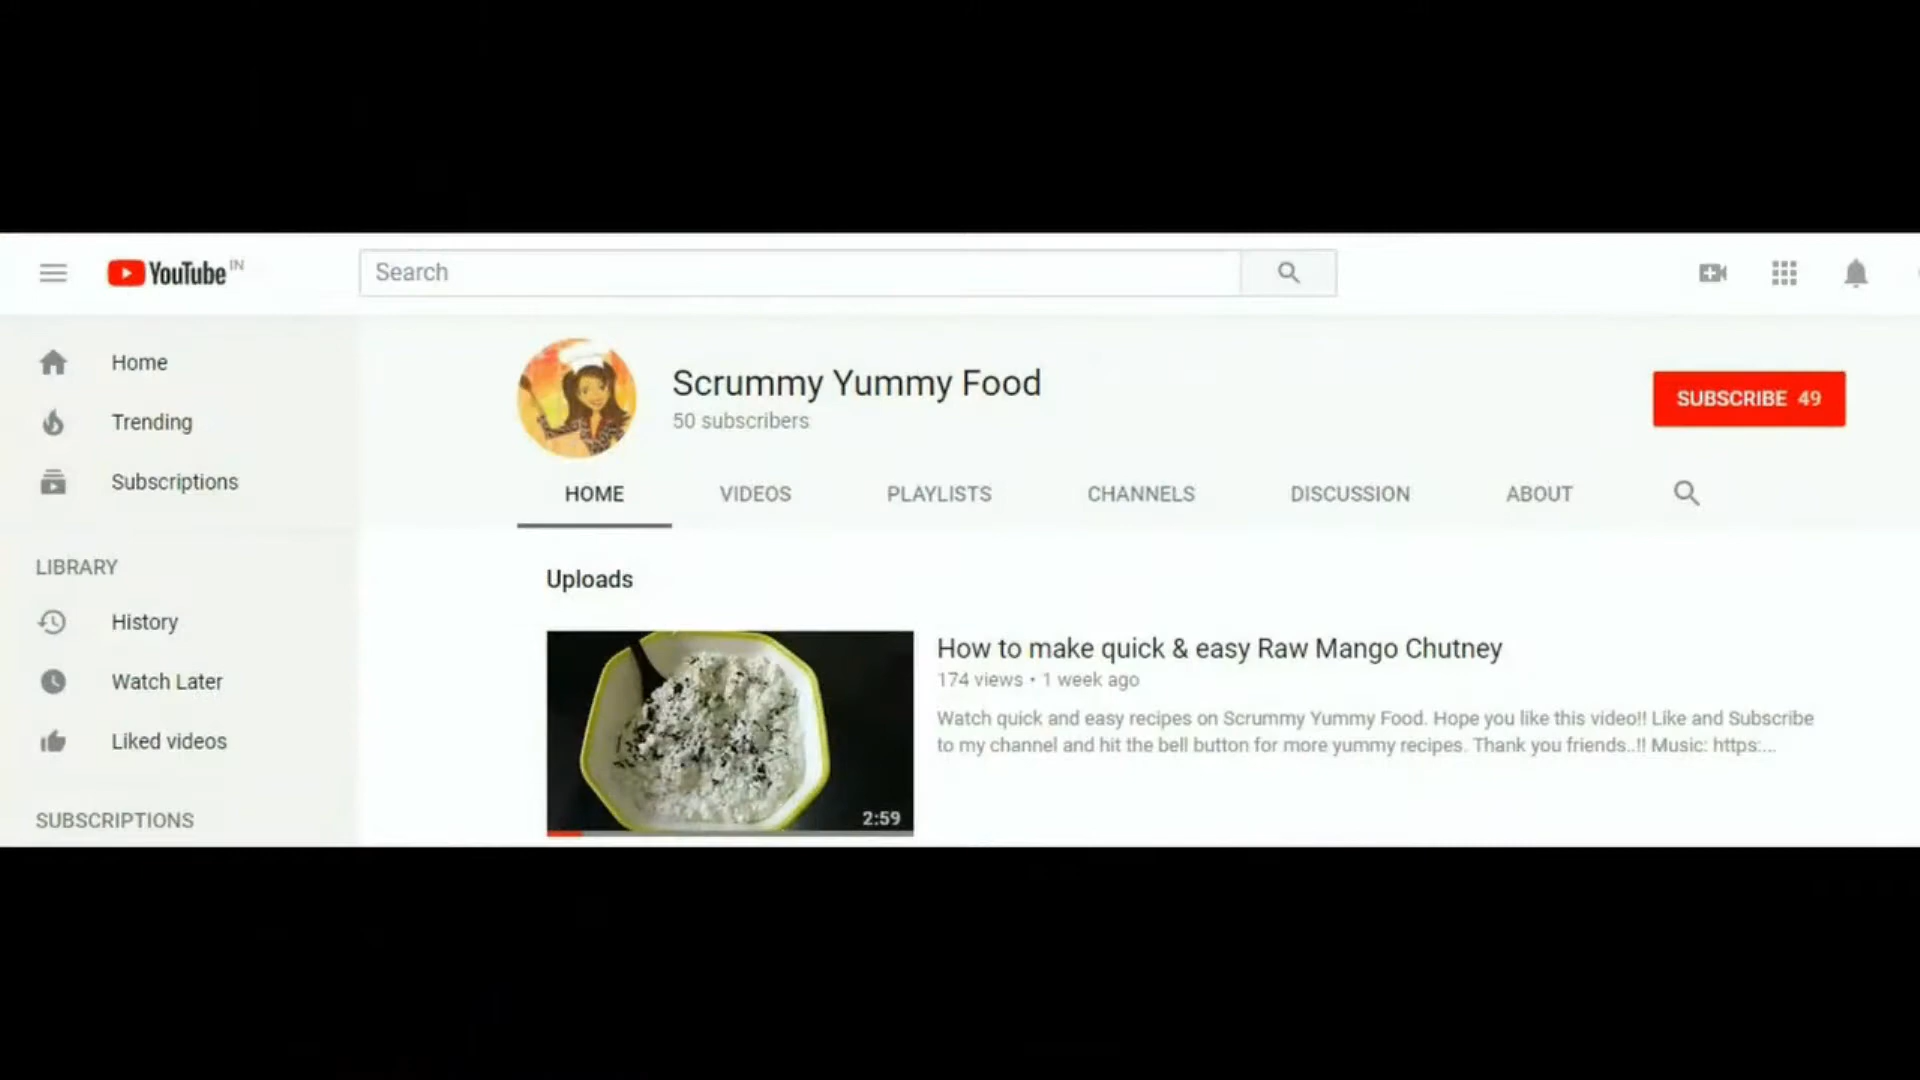 YouTube IN
Search
Home
Trending
Subscriptions
LIBRARY
History
Watch Later
Liked videos
SUBSCRIPTIONS
Scrummy Yummy Food
50 subscribers
SUBSCRIBE 49
HOME VIDEOS PLAYLISTS CHANNELS DISCUSSION ABOUT
Uploads
2:59
How to make quick & easy Raw Mango Chutney
174 views • 1 week ago
Watch quick and easy recipes on Scrummy Yummy Food. Hope you like this video!! Like and Subscribe
to my channel and hit the bell button for more yummy recipes. Thank you friends..!! Music: https:...